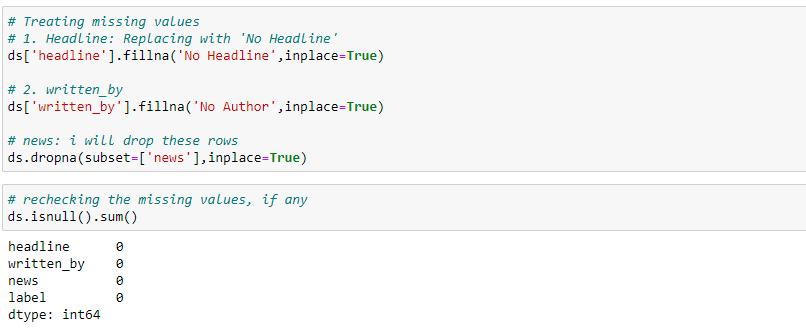 # Treating missing values
# 1. Headline: Replacing with 'No Headline'
ds['headline'].fillna('No Headline',inplace=True)
# 2. written_by
ds['written_by'].fillna('No Author',inplace=True)
# news: i will drop these rows
ds.dropna(subset=['news'],inplace=True)
# rechecking the missing values, if any
ds.isnull().sum()
headline      0
written_by    0
news          0
label         0
dtype: int64